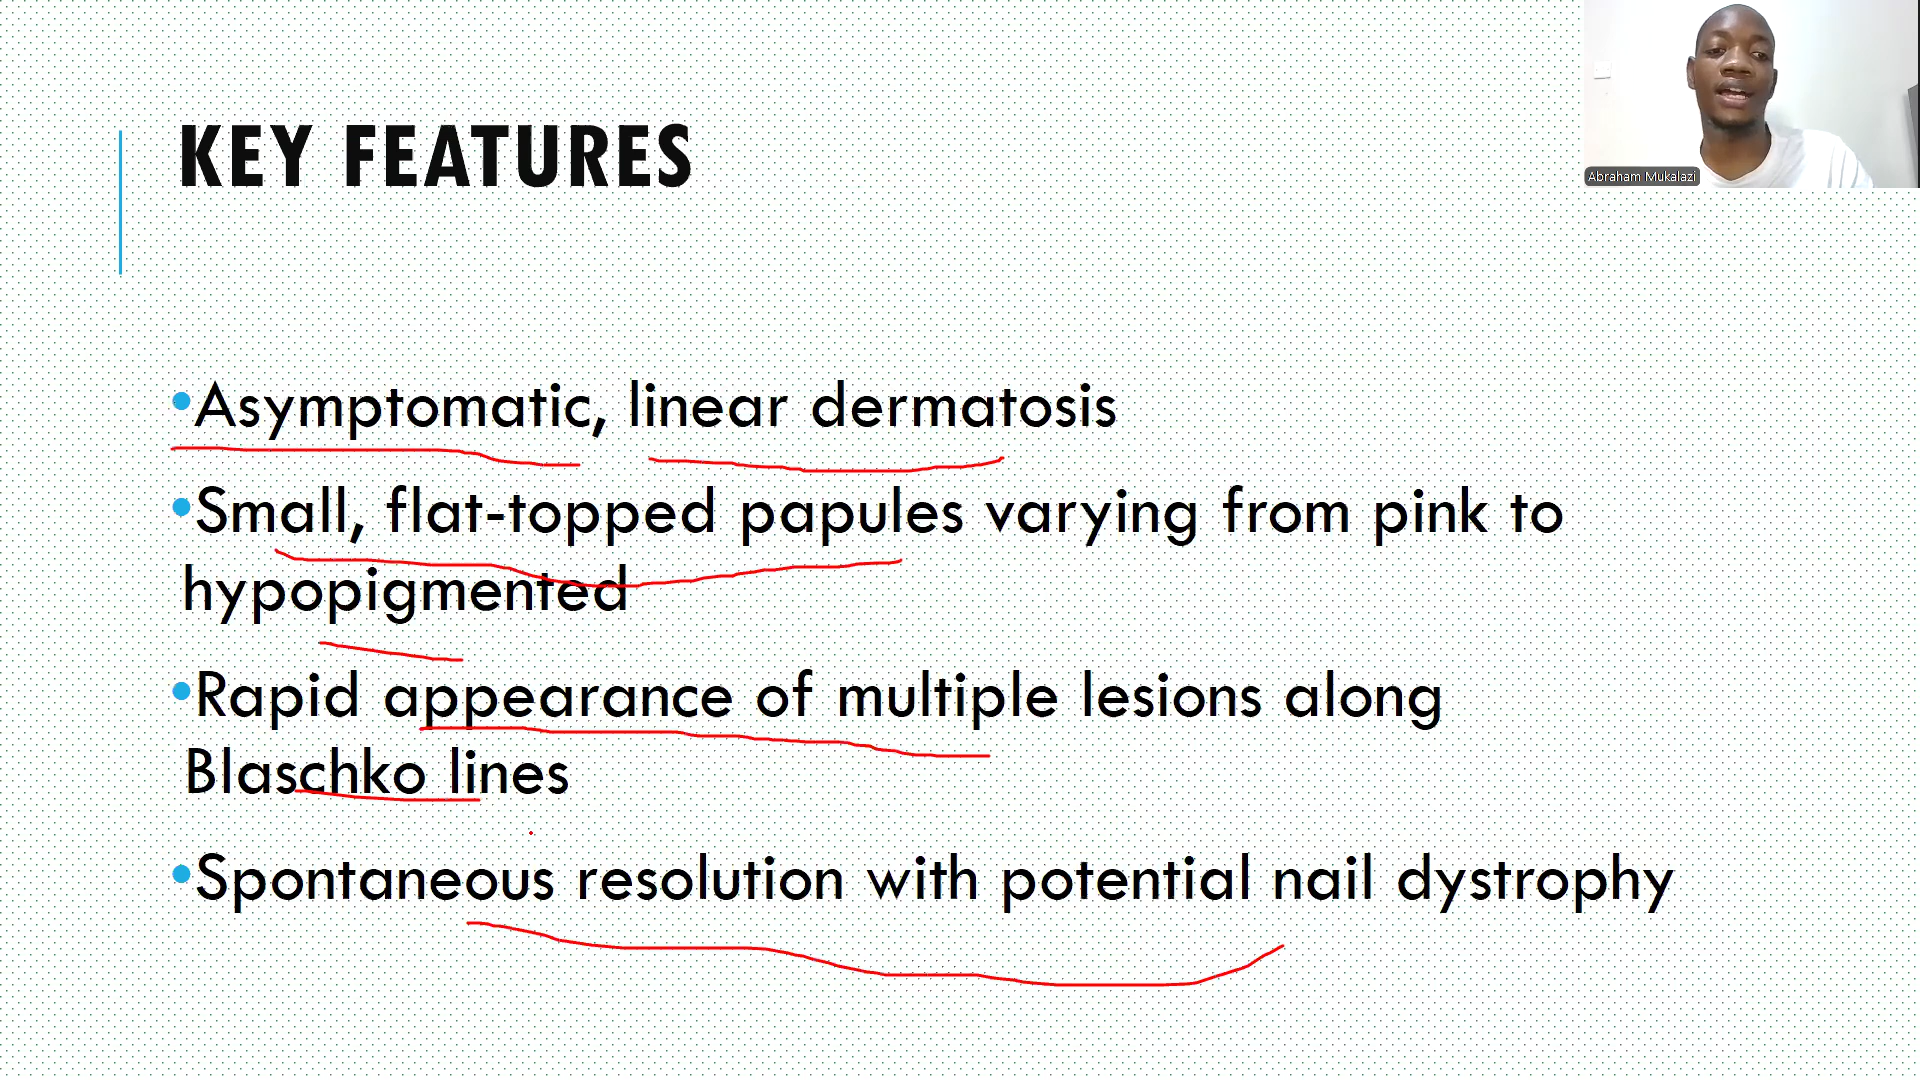 KEY FEATURES
Abraham Mukalazi
•Asymptomatic, linear dermatosis
•Small, flat-topped papules varying from pink to
hypopigmented
•Rapid appearance of multiple lesions along
Blaschko lines
•Spontaneous resolution with potential nail dystrophy